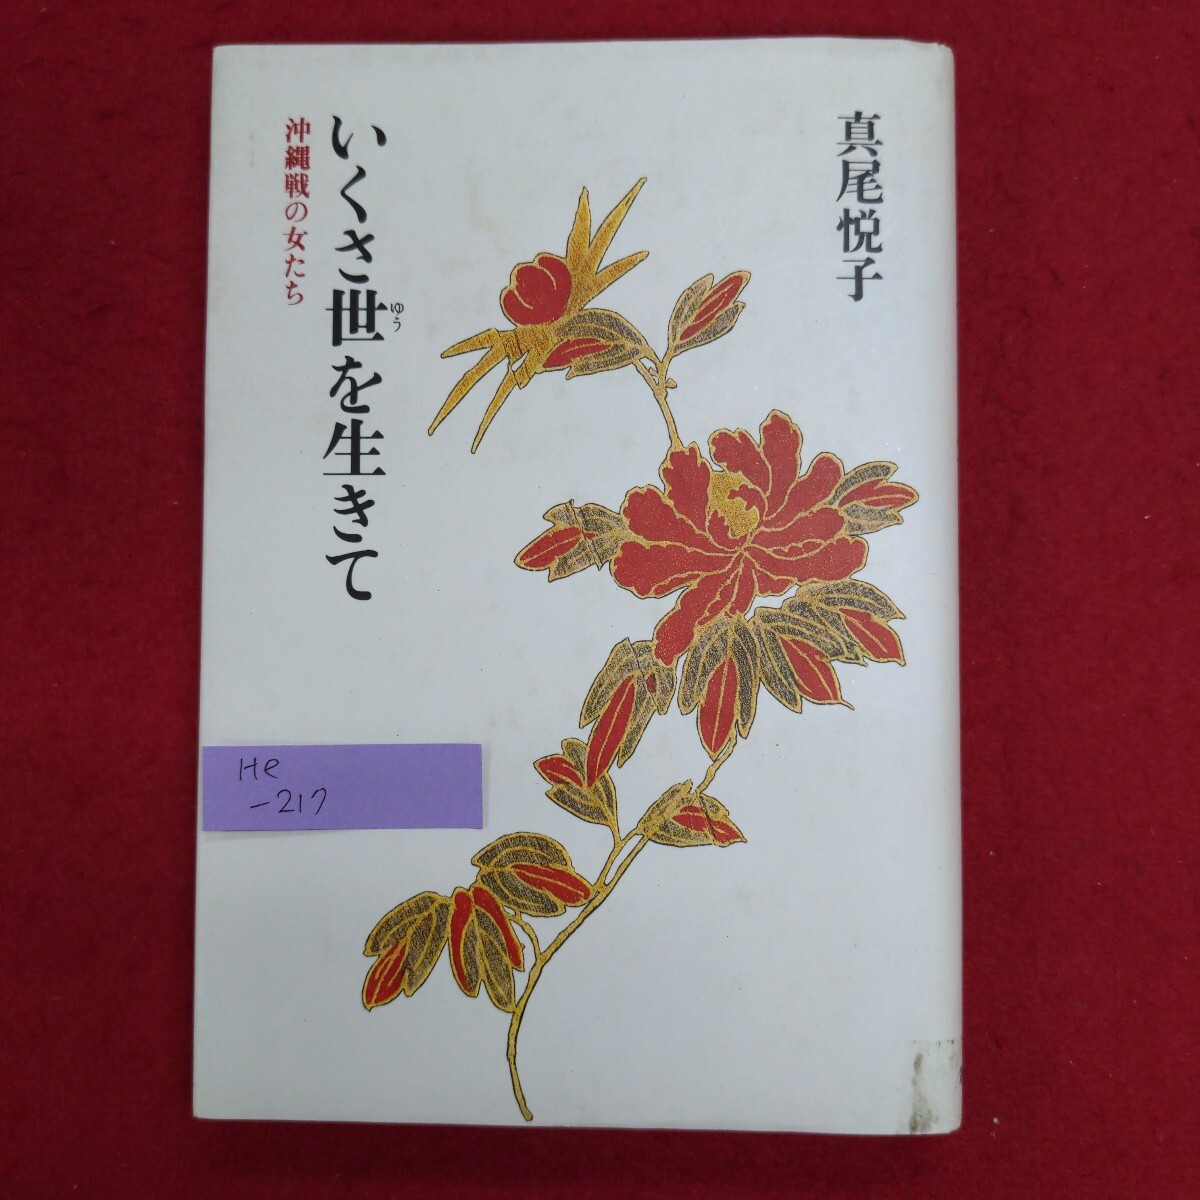 真尾悦子
いくさ世を生きて
ゆう
沖縄戦の女たち
He
-217